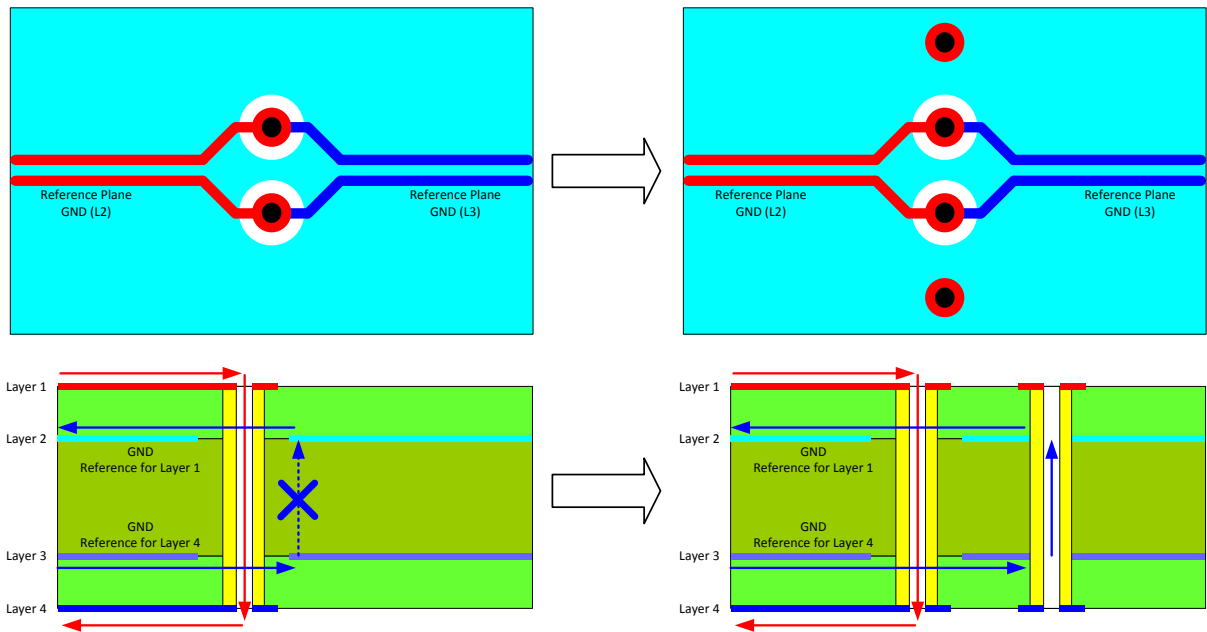 Reference Plane
GND (L2)
Reference Plane
GND (L3)
Reference Plane
GND (L2)
Reference Plane
GND (L3)
Layer 1
Layer 2
GND
Reference for Layer 1
GND
Reference for Layer 4
Layer 3
Layer 4
Layer 1
Layer 2
GND
Reference for Layer 1
GND
Reference for Layer 4
Layer 3
Layer 4